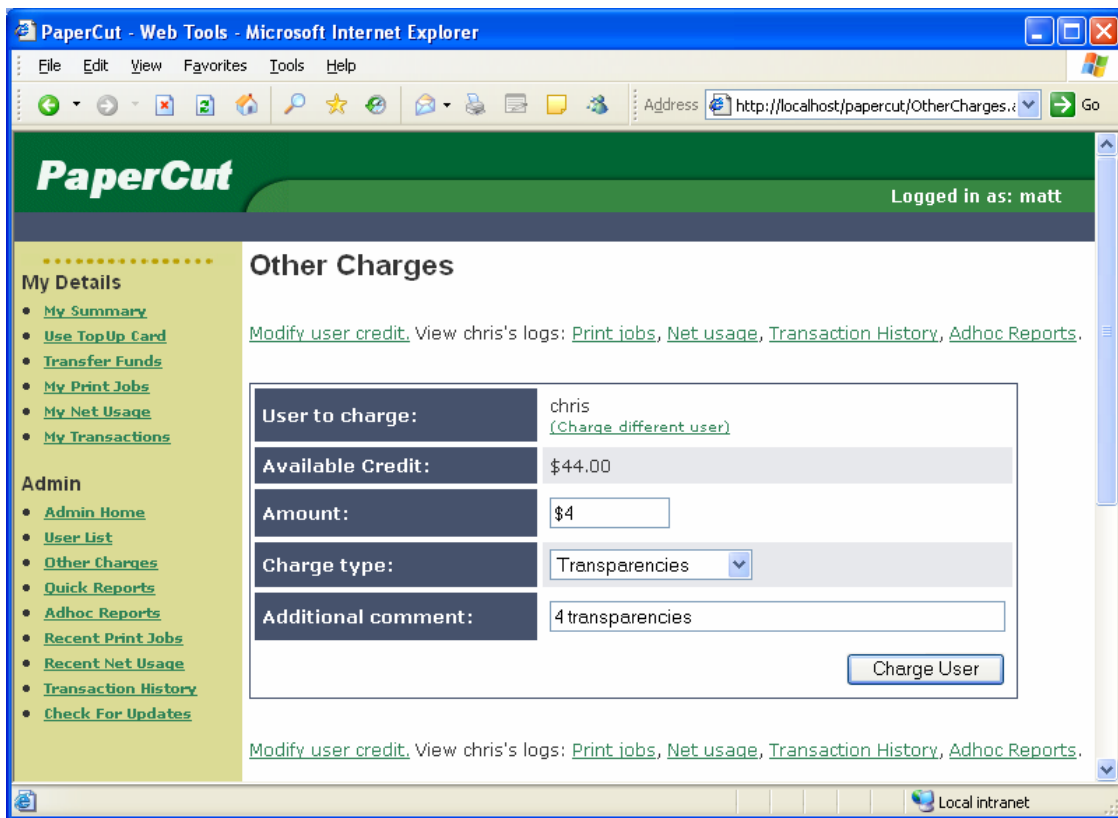 PaperCut - Web Tools - Microsoft Internet Explorer
File Edit View Favorites Tools Help
Address http://localhost/papercut/OtherCharges.a Go
PaperCut
Logged in as: matt
My Details
My Summary
Use TopUp Card
Transfer Funds
My Print Jobs
My Net Usage
My Transactions
Admin
Admin Home
User List
Other Charges
Quick Reports
Adhoc Reports
Recent Print Jobs
Recent Net Usage
Transaction History
Check For Updates
Other Charges
Modify user credit. View chris's logs: Print jobs, Net usage, Transaction History, Adhoc Reports.
User to charge: chris
(Charge different user)
Available Credit: $44.00
Amount: $4
Charge type: Transparencies
Additional comment: 4 transparencies
Charge User
Modify user credit. View chris's logs: Print jobs, Net usage, Transaction History, Adhoc Reports.
Local intranet